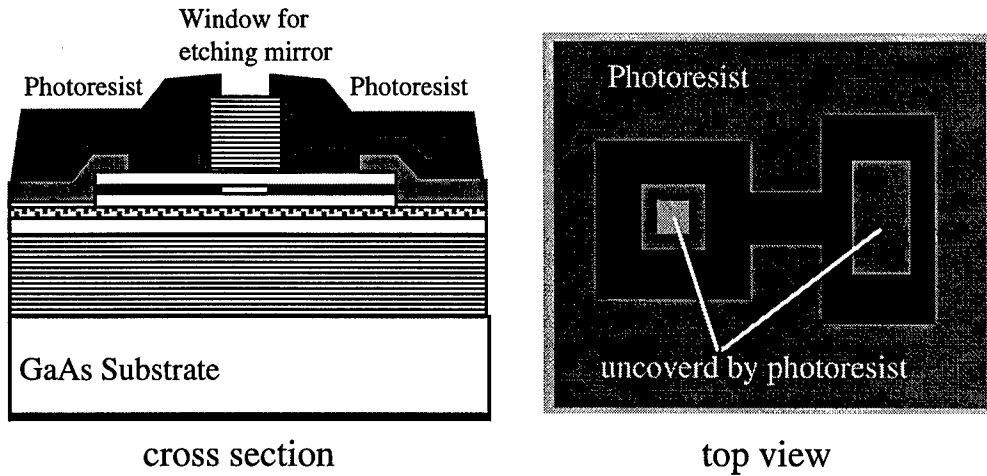 Window for
etching mirror
Photoresist
Photoresist
GaAs Substrate
cross section
Photoresist
uncoverd by photoresist
top view